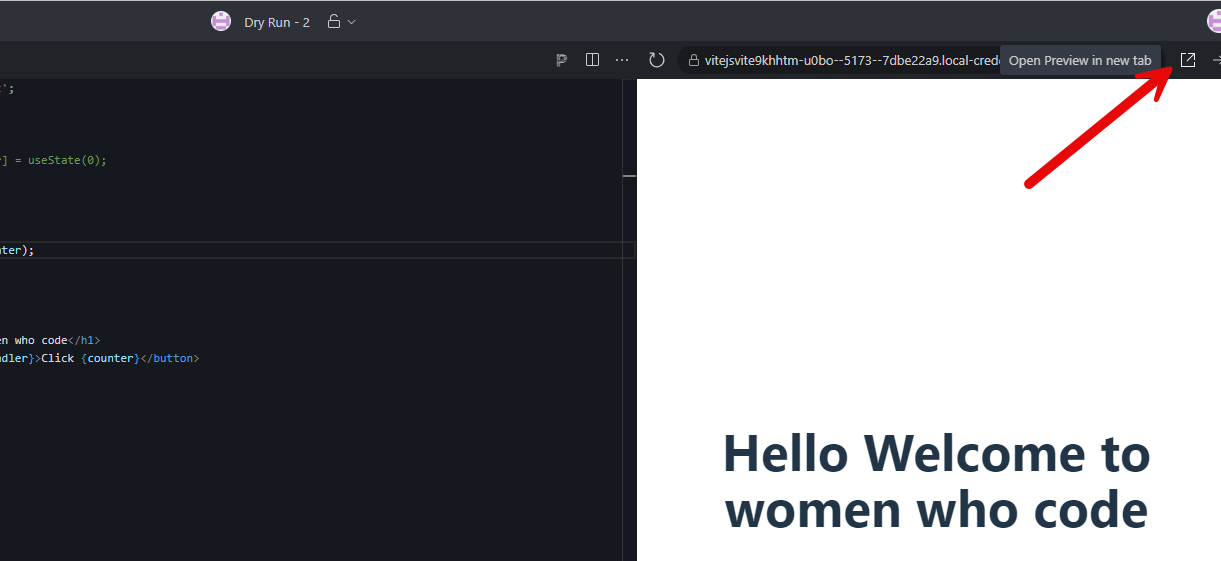 Dry Run - 2
vitejsvite9khhtm-u0bo--5173--7dbe22a9.local-crede
Open Preview in new tab
';
] = useState(0);
nter);
en who code</h1>
ndler}>Click {counter}</button>
Hello Welcome to
women who code